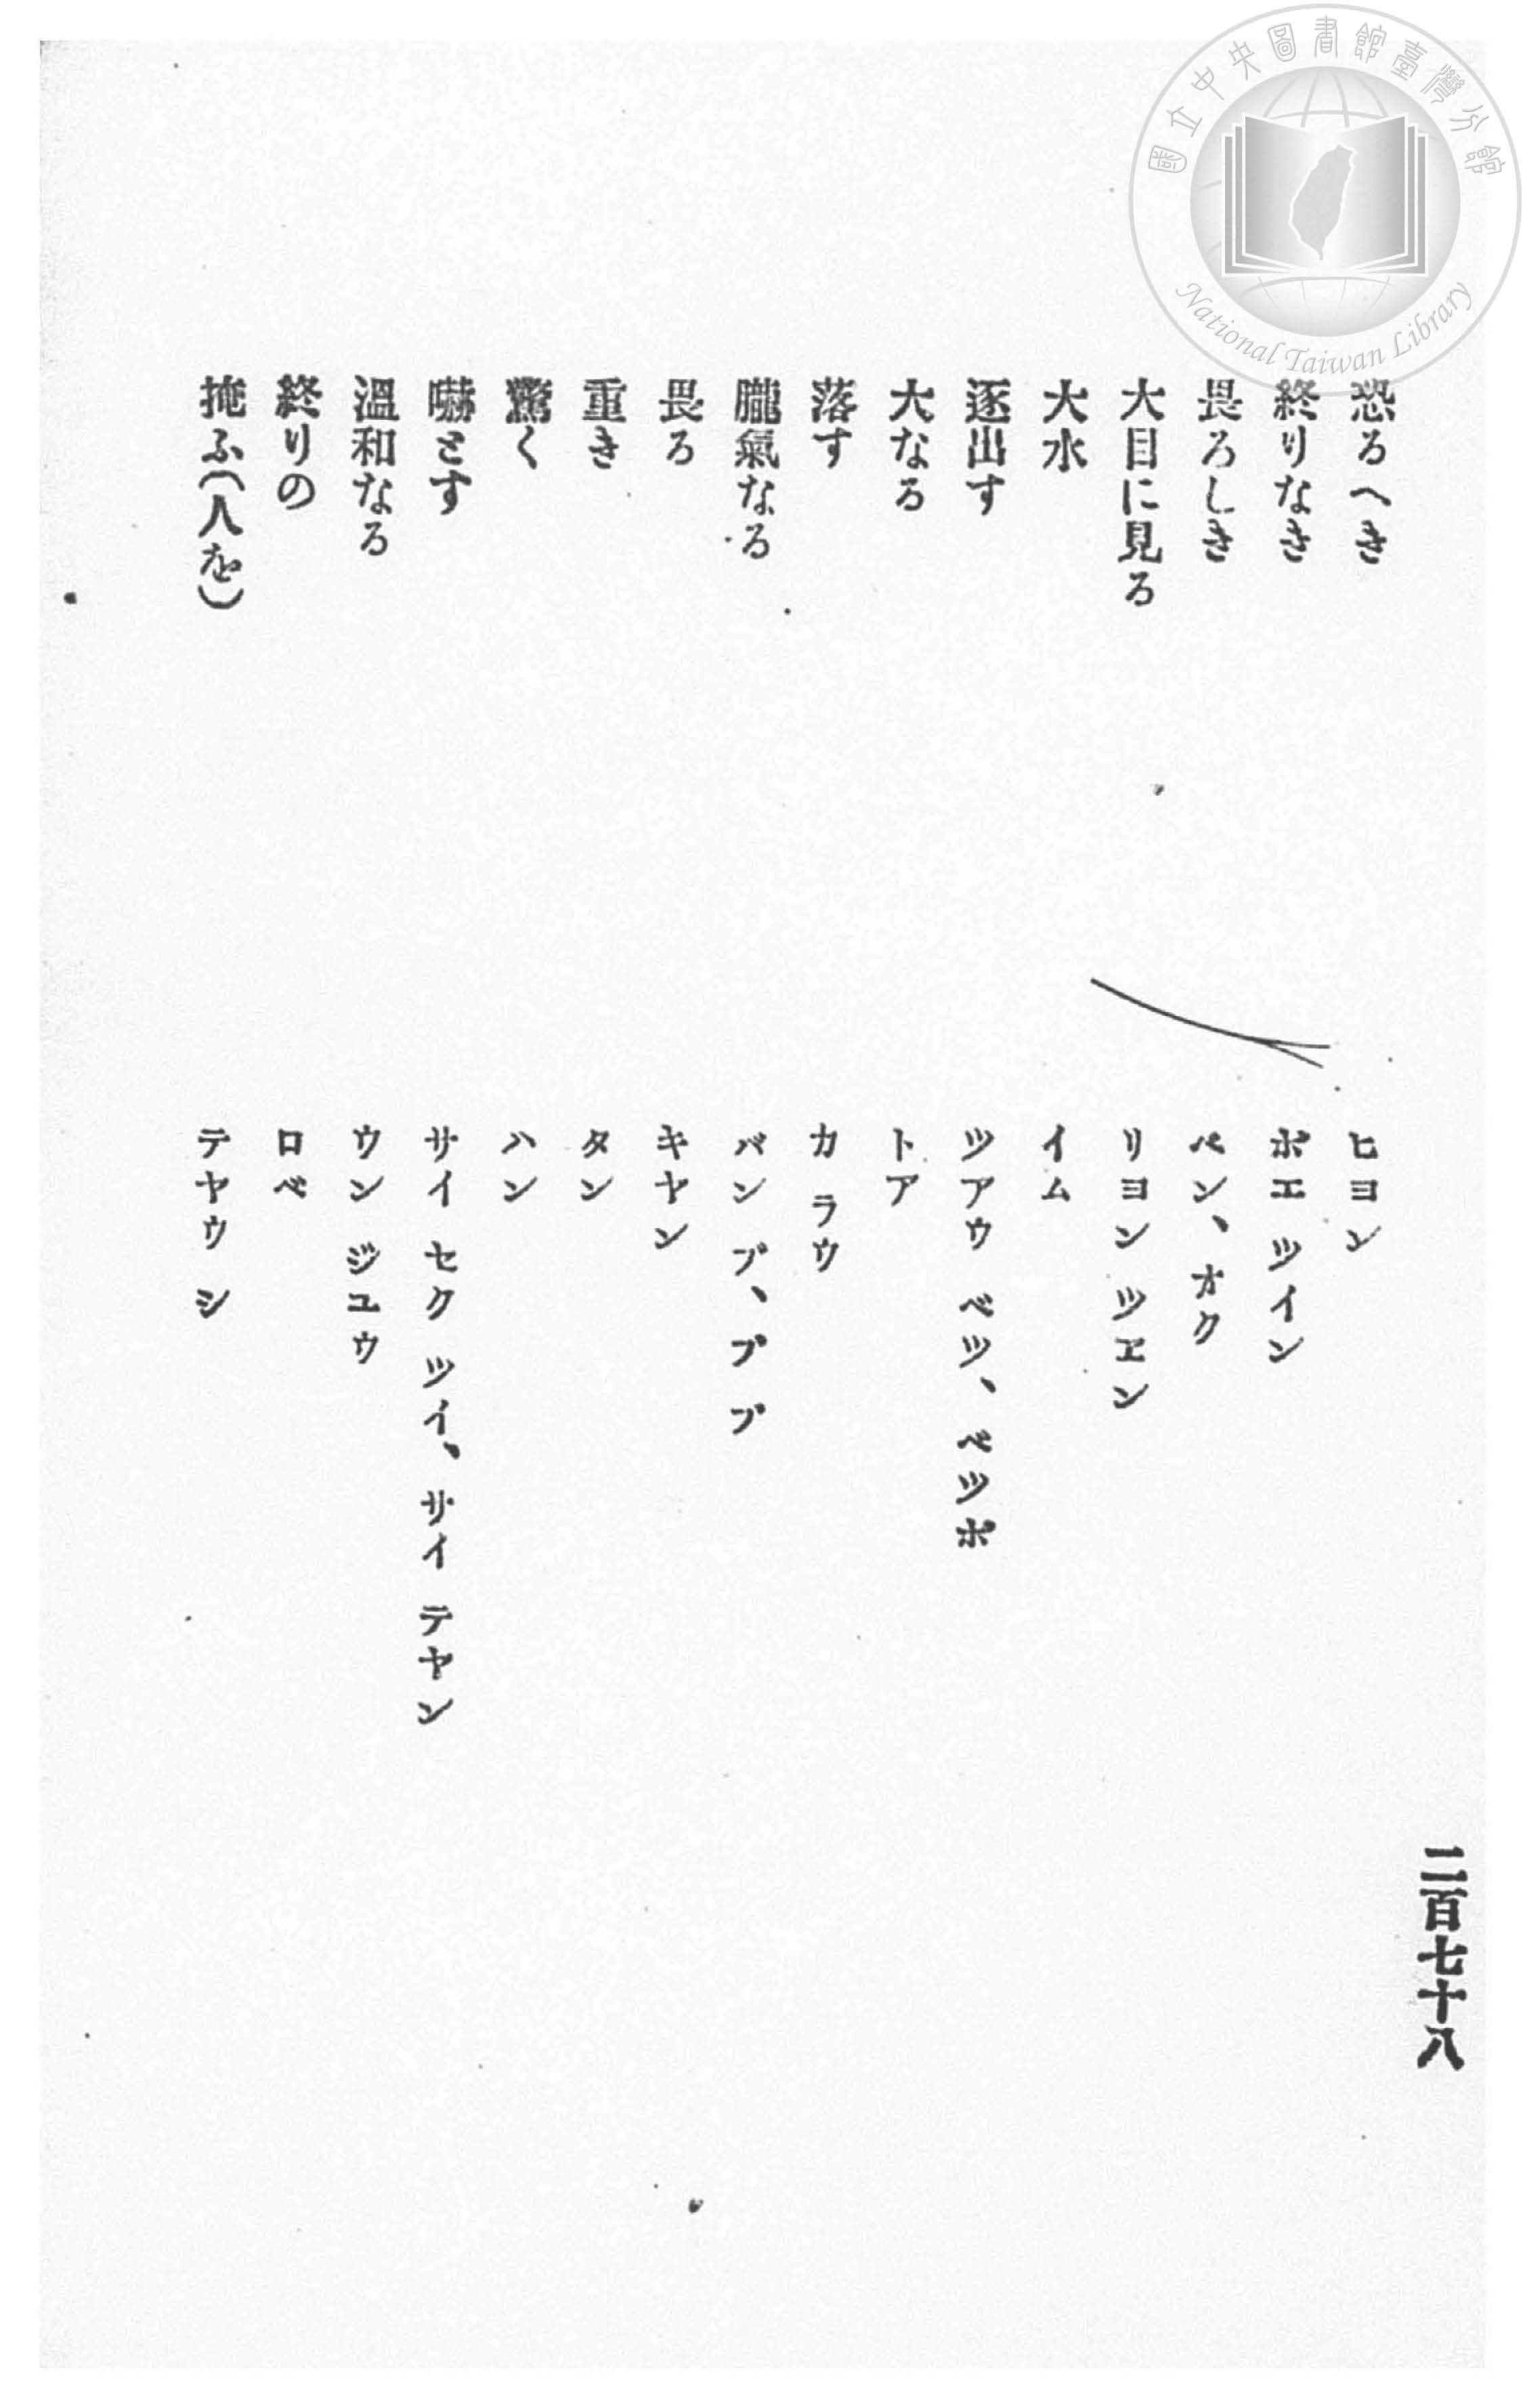 國立中央圖書館臺灣分館
National Taiwan Library
二百七十八
恐るへき　ヒヨン
終りなき　ポエ ツイン
畏ろしき　ペン、オク
大目に見る　リヨン ツエン
大水　イム
逐出す　ツアウ ベツ、ベツポ
大なる　トア
落す　カ ラウ
朧氣なる　バン ブ、ブ ブ
畏る　キヤン
重き　タン
驚く　ハン
嚇とす　サイ セク ツイ、サイ テヤン
溫和なる　ウン ジユウ
終りの　ロベ
掩ふ（人を）　テヤウ シ